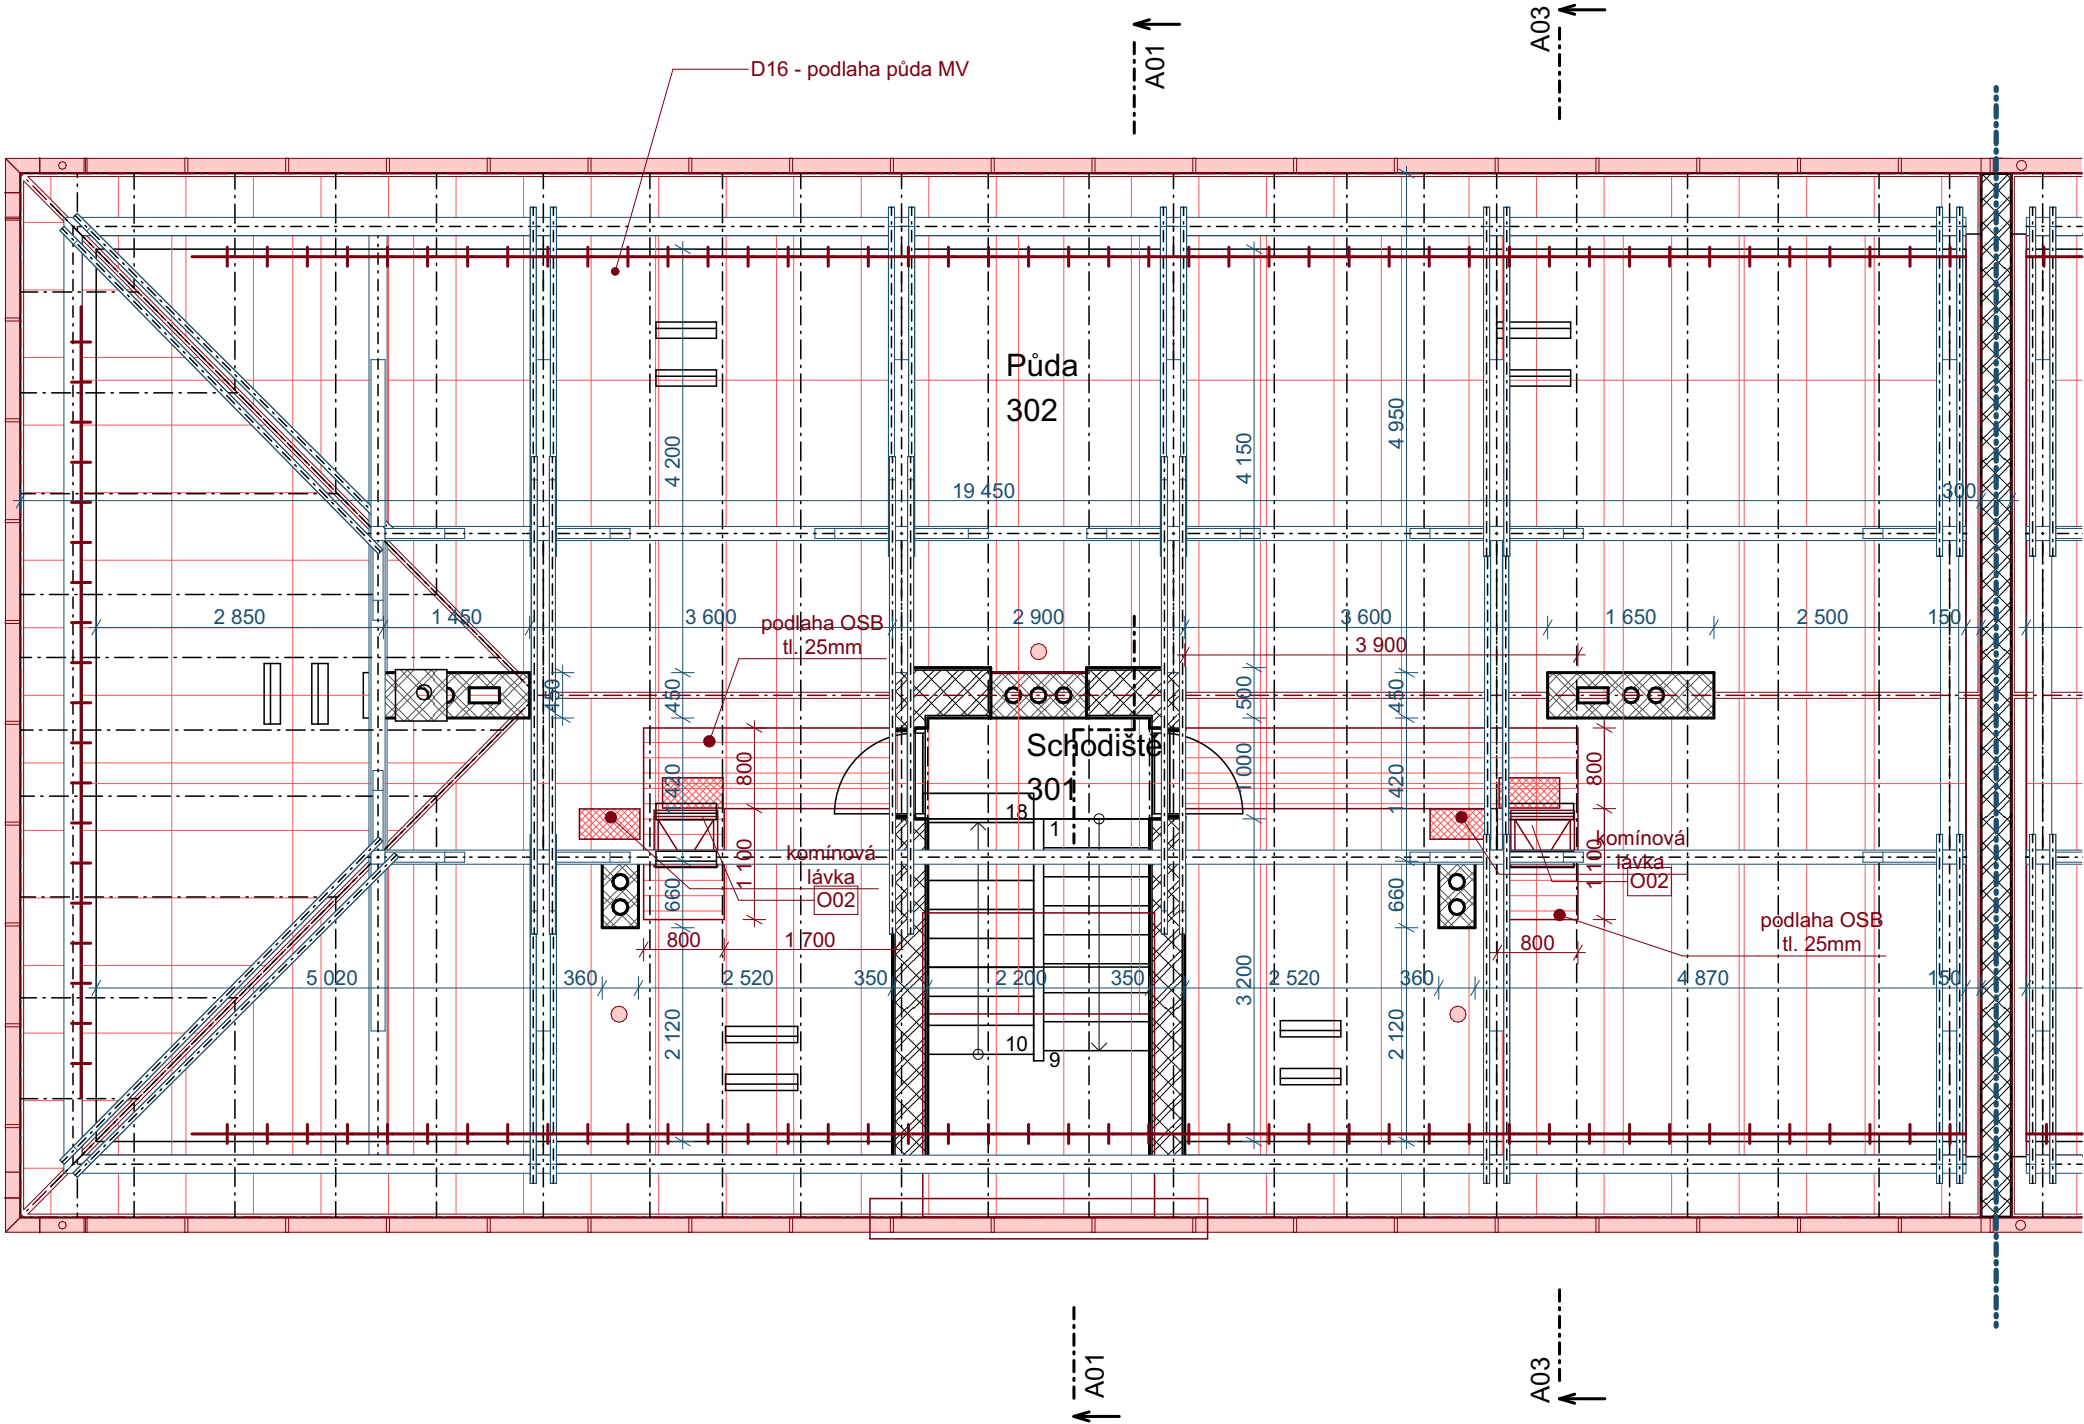 A03
A01
D16 - podlaha půda MV
Půda
302
4 200
4 150
4 950
19 450
300
2 850
1 450
3 600
2 900
3 600
1 650
2 500
150
podlaha OSB
tl. 25mm
3 900
450
450
500
450
Schodiště
301
800
1 420
1 000
1 420
800
18
1
komínová
lávka
O02
1 100
660
komínová
lávka
O02
1 100
660
podlaha OSB
tl. 25mm
800
1 700
800
5 020
360
2 520
350
2 200
350
3 200
2 520
360
4 870
150
2 120
10
9
2 120
A01
A03